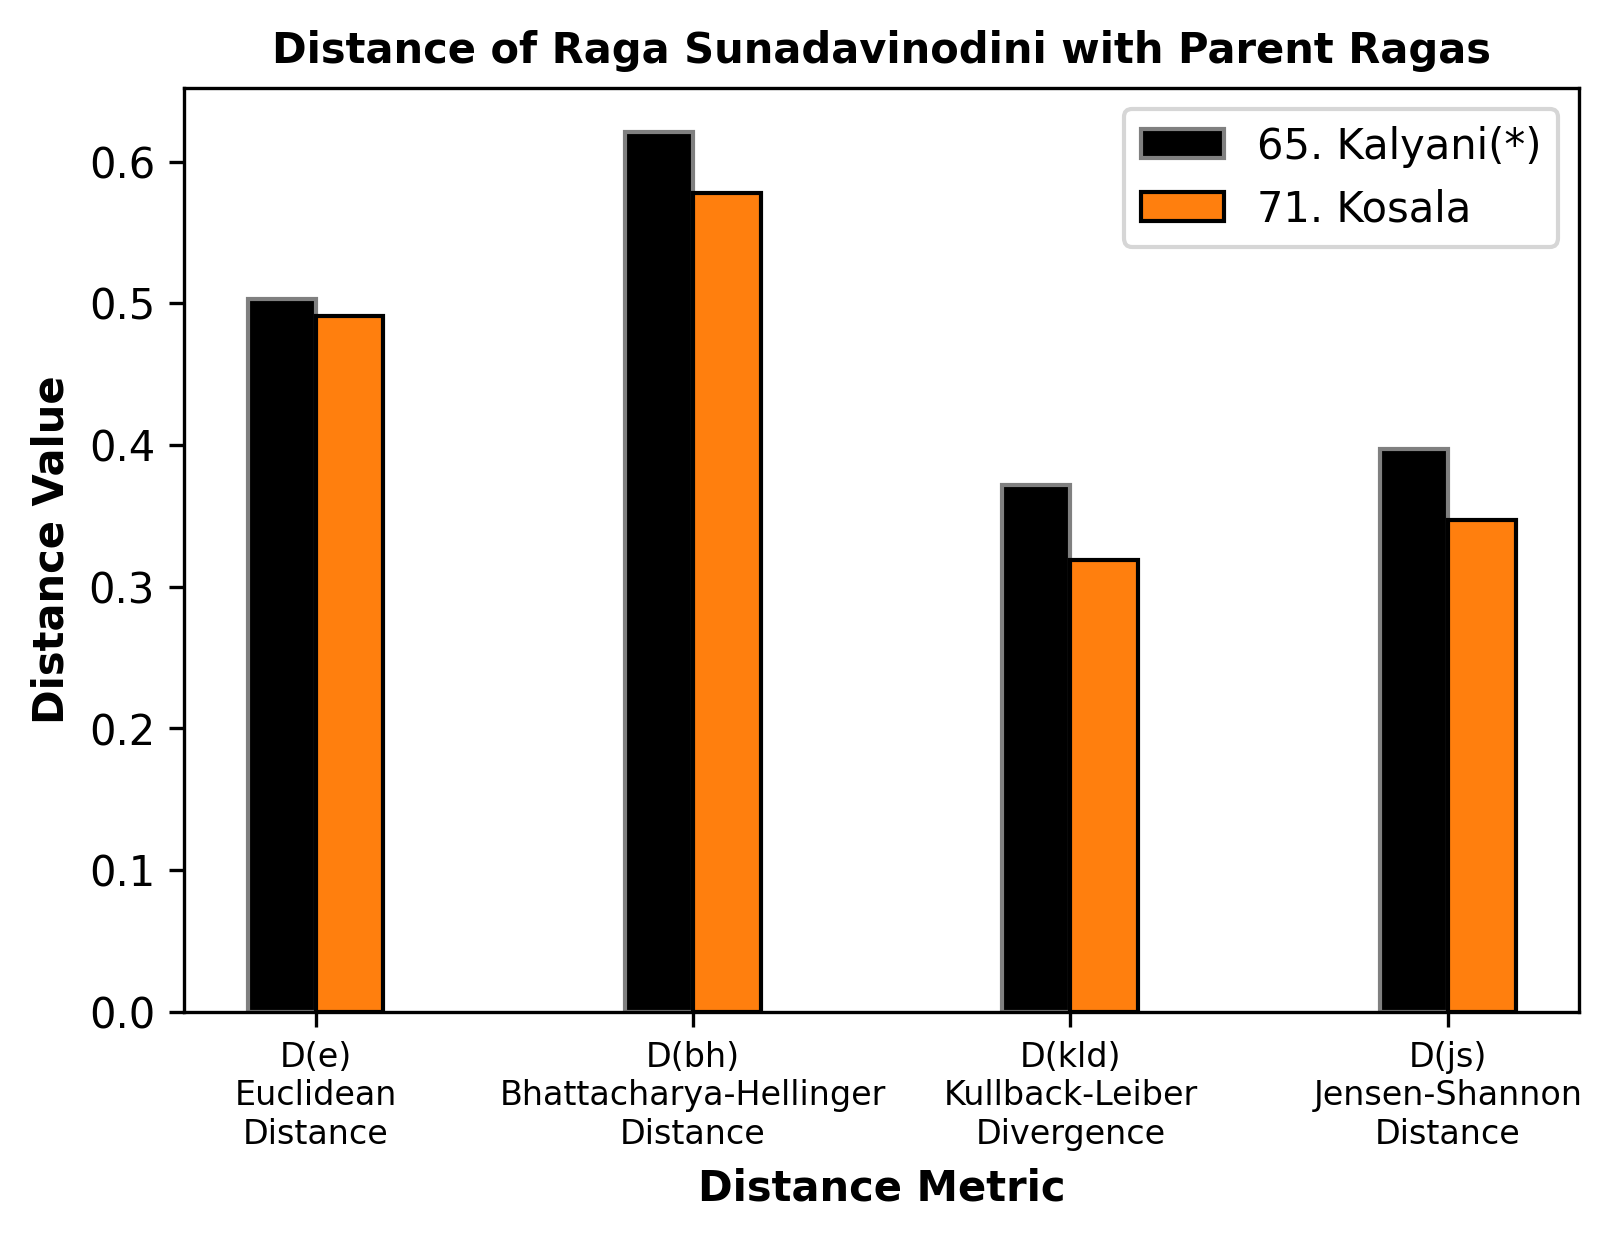 Distance of Raga Sunadavinodini with Parent Ragas
65. Kalyani(*)
71. Kosala
Distance Value
0.6
0.5
0.4
0.3
0.2
0.1
0.0
D(e)
Euclidean
Distance
D(bh)
Bhattacharya-Hellinger
Distance
D(kld)
Kullback-Leiber
Divergence
D(js)
Jensen-Shannon
Distance
Distance Metric